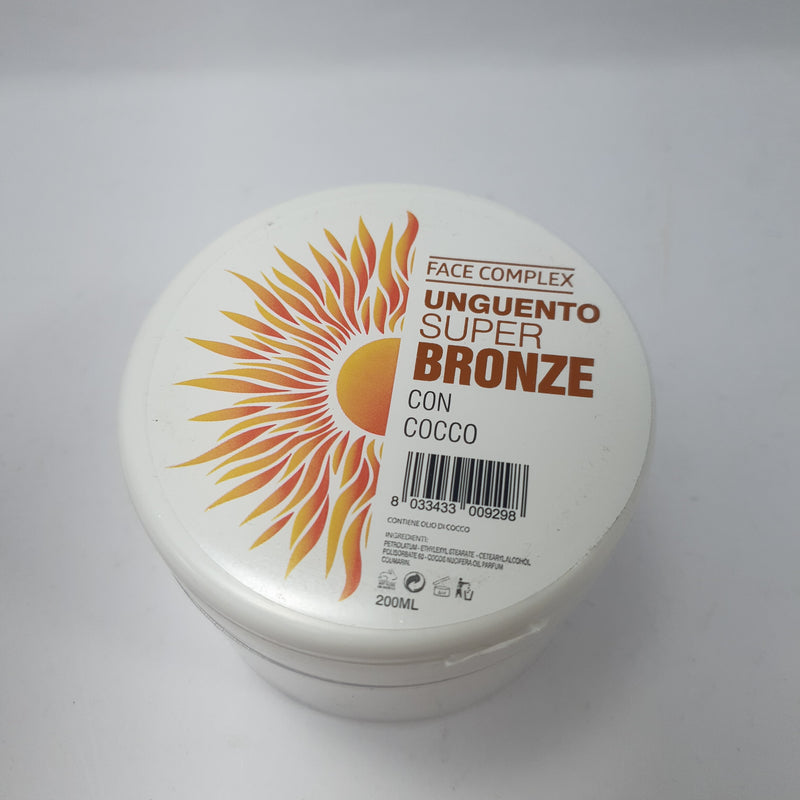 FACE COMPLEX
UNGUENTO
SUPER
BRONZE
CON
COCCO
8 033433 009298
CONTIENE OLIO DI COCCO
INGREDIENTI:
PETROLATUM - ETHYLEXYL STEARATE - CETEARYL ALCOHOL
POLISORBATE 60 - COCOS NUCIFERA OIL PARFUM
COUMARIN.
200ML